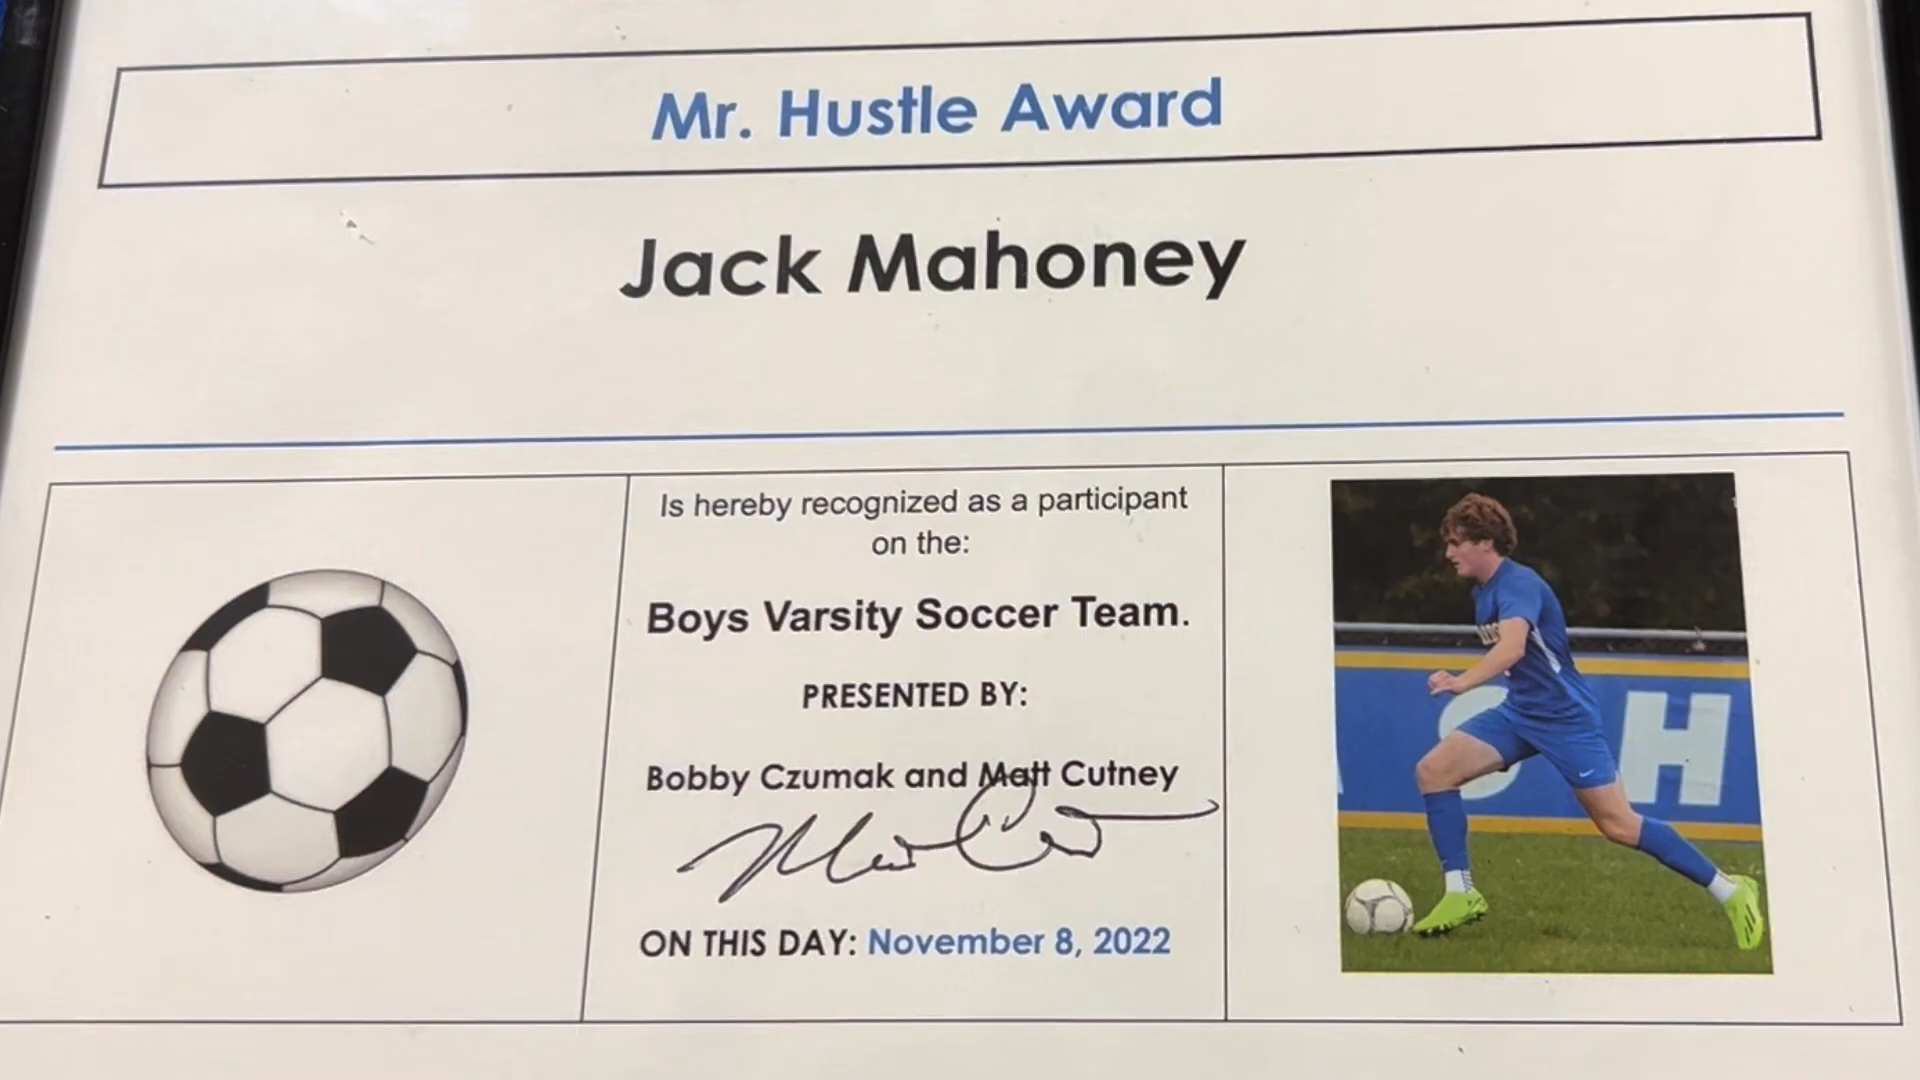 Mr. Hustle Award
Jack Mahoney
Is hereby recognized as a participant
on the:
Boys Varsity Soccer Team.
PRESENTED BY:
Bobby Czumak and Matt Cutney
ON THIS DAY: November 8, 2022
S H